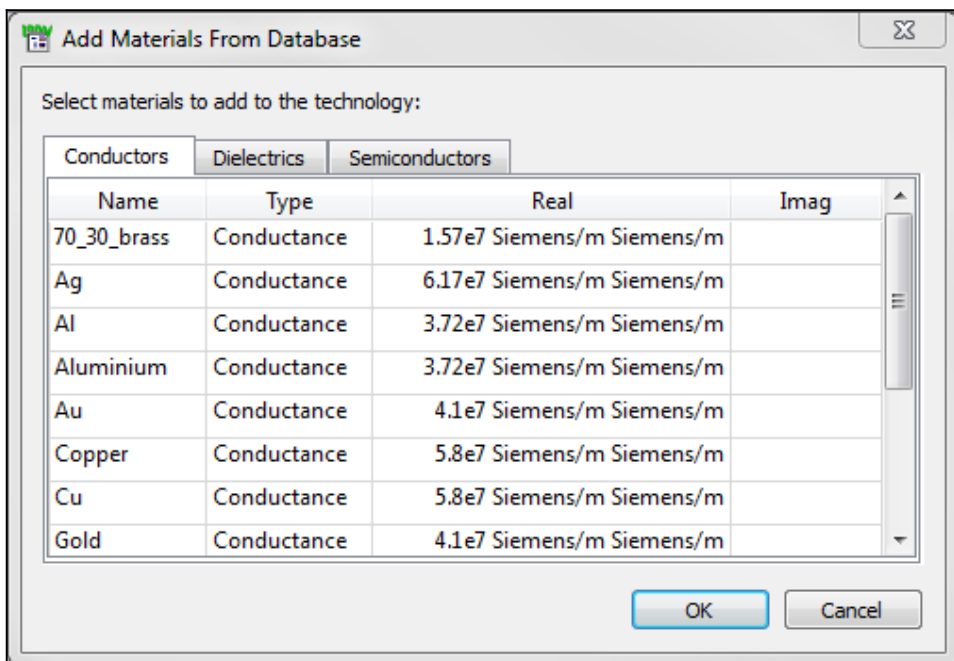 Add Materials From Database
Select materials to add to the technology:
Conductors Dielectrics Semiconductors
Name Type Real Imag
70_30_brass Conductance 1.57e7 Siemens/m Siemens/m
Ag Conductance 6.17e7 Siemens/m Siemens/m
Al Conductance 3.72e7 Siemens/m Siemens/m
Aluminium Conductance 3.72e7 Siemens/m Siemens/m
Au Conductance 4.1e7 Siemens/m Siemens/m
Copper Conductance 5.8e7 Siemens/m Siemens/m
Cu Conductance 5.8e7 Siemens/m Siemens/m
Gold Conductance 4.1e7 Siemens/m Siemens/m
OK Cancel